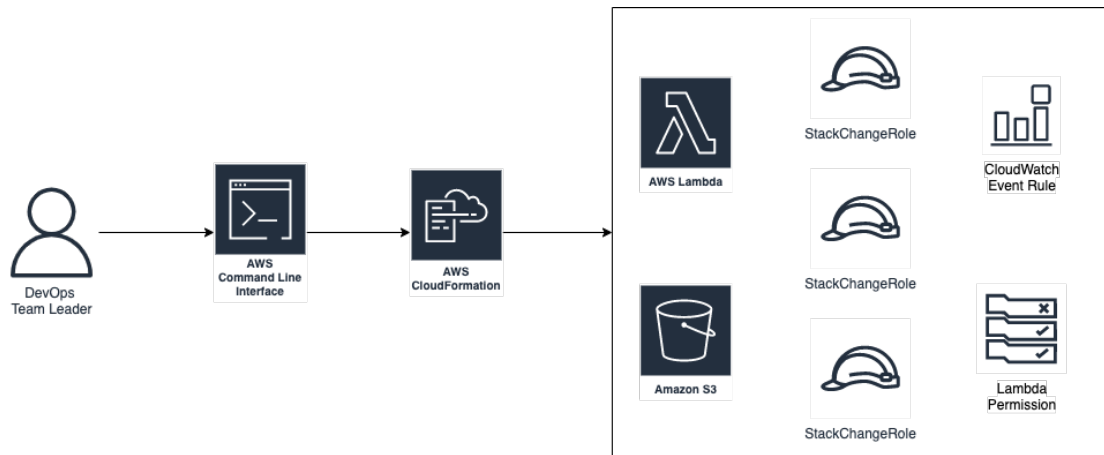 DevOps
Team Leader
AWS
Command Line
Interface
AWS
CloudFormation
AWS Lambda
Amazon S3
StackChangeRole
StackChangeRole
StackChangeRole
CloudWatch
Event Rule
Lambda
Permission